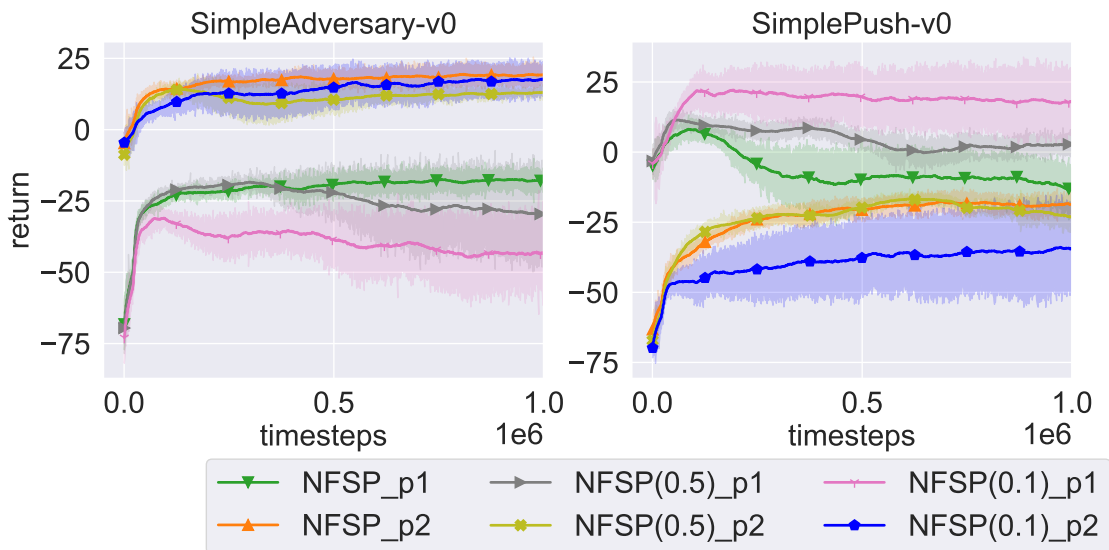 SimpleAdversary-v0
SimplePush-v0
return
25
0
−25
−50
−75
25
0
−25
−50
−75
0.0 0.5 1.0
0.0 0.5 1.0
timesteps 1e6
timesteps 1e6
NFSP_p1 NFSP(0.5)_p1 NFSP(0.1)_p1
NFSP_p2 NFSP(0.5)_p2 NFSP(0.1)_p2